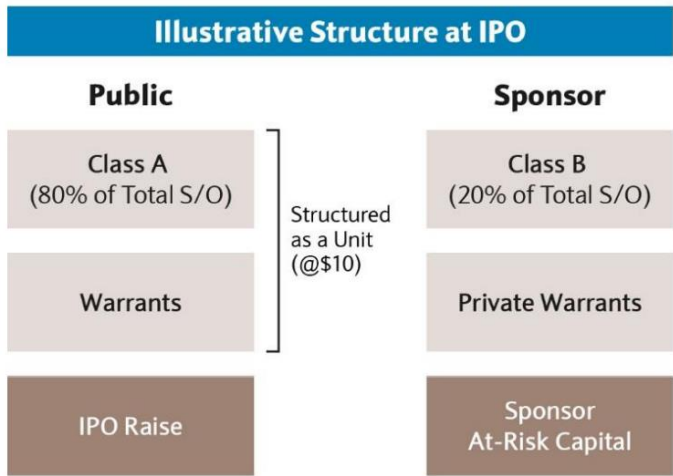 Illustrative Structure at IPO
Public
Class A
(80% of Total S/O)
Warrants
IPO Raise
Structured
as a Unit
(@$10)
Sponsor
Class B
(20% of Total S/O)
Private Warrants
Sponsor
At-Risk Capital